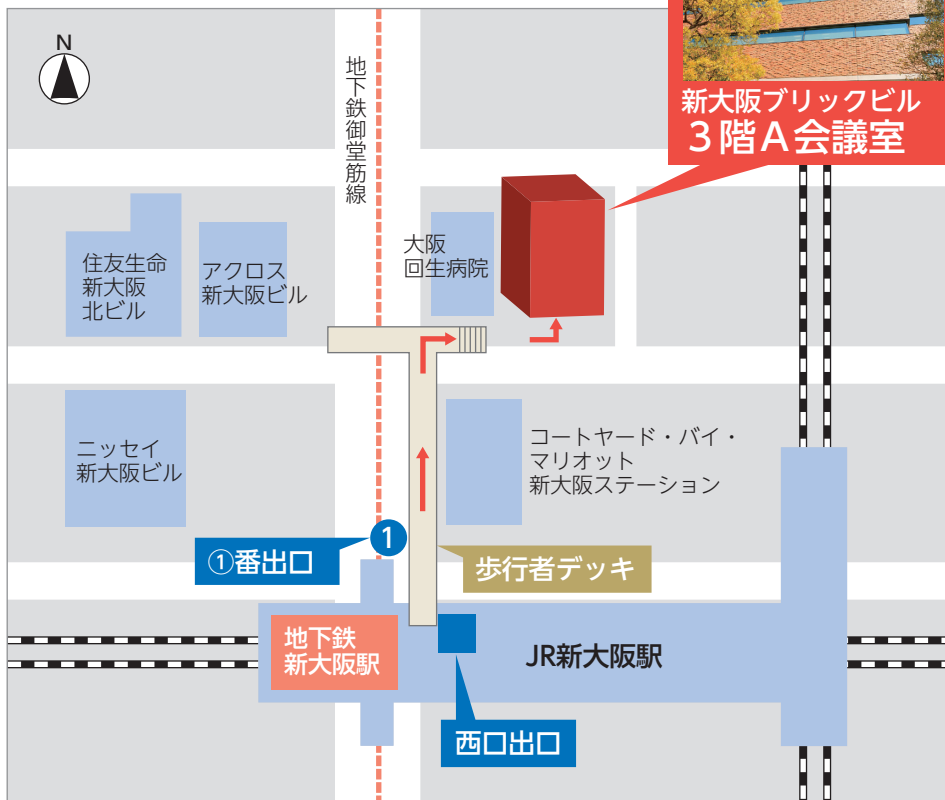 N
地下鉄御堂筋線
新大阪ブリックビル
3階A会議室
住友生命
新大阪
北ビル
アクロス
新大阪ビル
大阪
回生病院
ニッセイ
新大阪ビル
コートヤード・バイ・
マリオット
新大阪ステーション
1
①番出口
歩行者デッキ
地下鉄
新大阪駅
JR新大阪駅
西口出口